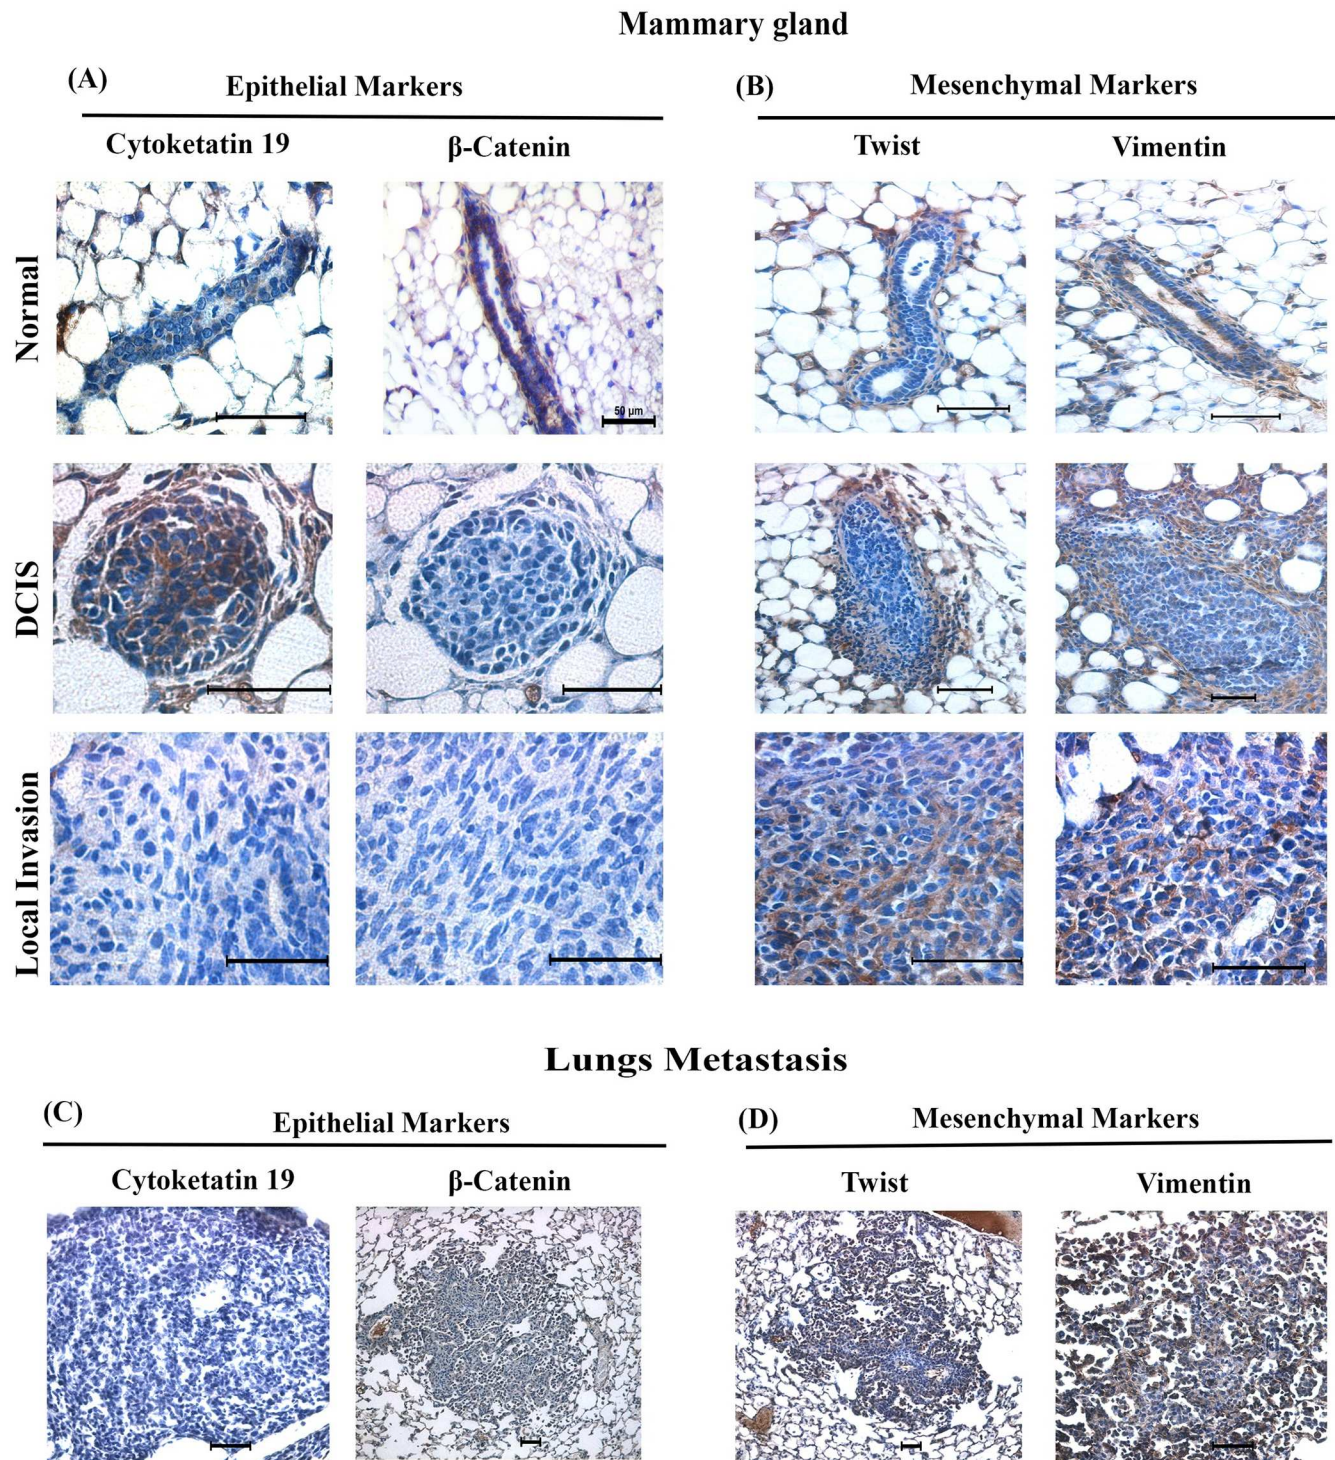 Mammary gland
(A)
Epithelial Markers
(B)
Mesenchymal Markers
Cytoketatin 19
β-Catenin
Twist
Vimentin
Normal
50 µm
DCIS
Local Invasion
Lungs Metastasis
(C)
Epithelial Markers
(D)
Mesenchymal Markers
Cytoketatin 19
β-Catenin
Twist
Vimentin